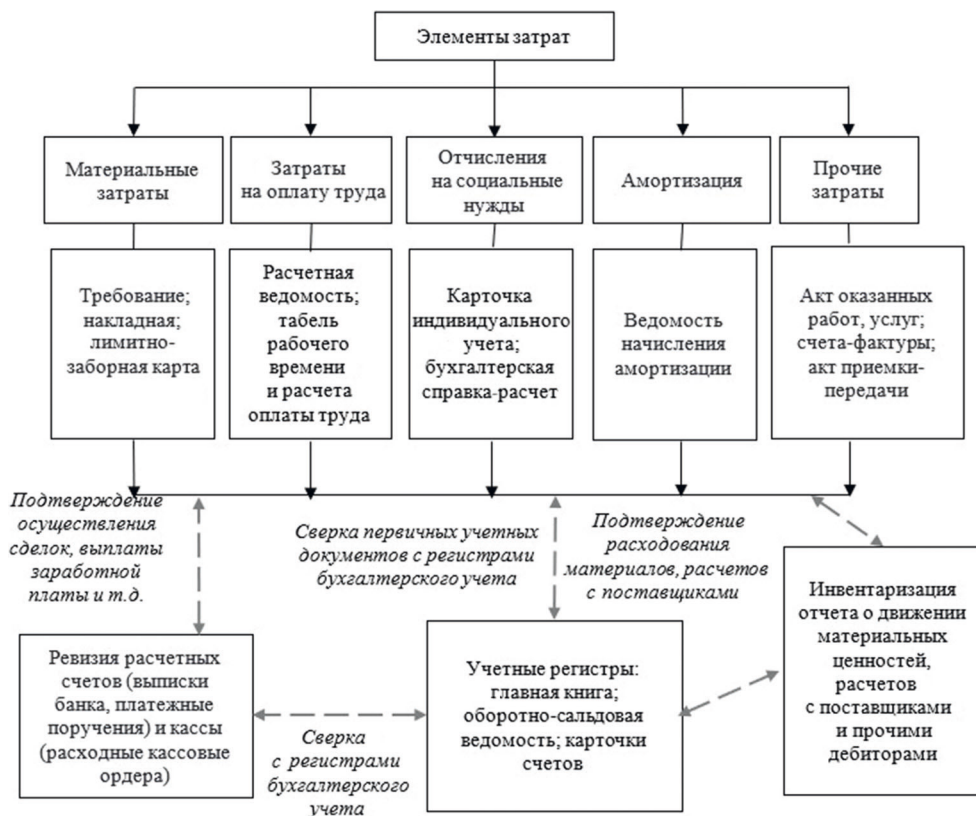 Элементы затрат
Материальные
затраты
Затраты
на оплату труда
Отчисления
на социальные
нужды
Амортизация
Прочие
затраты
Требование;
накладная;
лимитно-
заборная карта
Расчетная
ведомость;
табель
рабочего
времени
и расчета
оплаты труда
Карточка
индивидуального
учета;
бухгалтерская
справка-расчет
Ведомость
начисления
амортизации
Акт оказанных
работ, услуг;
счета-фактуры;
акт приемки-
передачи
Подтверждение
осуществления
сделок, выплаты
заработной
платы и т.д.
Сверка первичных учетных
документов с регистрами
бухгалтерского учета
Подтверждение
расходования
материалов, расчетов
с поставщиками
Ревизия расчетных
счетов (выписки
банка, платежные
поручения) и кассы
(расходные кассовые
ордера)
Сверка
с регистрами
бухгалтерского
учета
Учетные регистры:
главная книга;
оборотно-сальдовая
ведомость; карточки
счетов
Инвентаризация
отчета о движении
материальных
ценностей,
расчетов
с поставщиками
и прочими
дебиторами